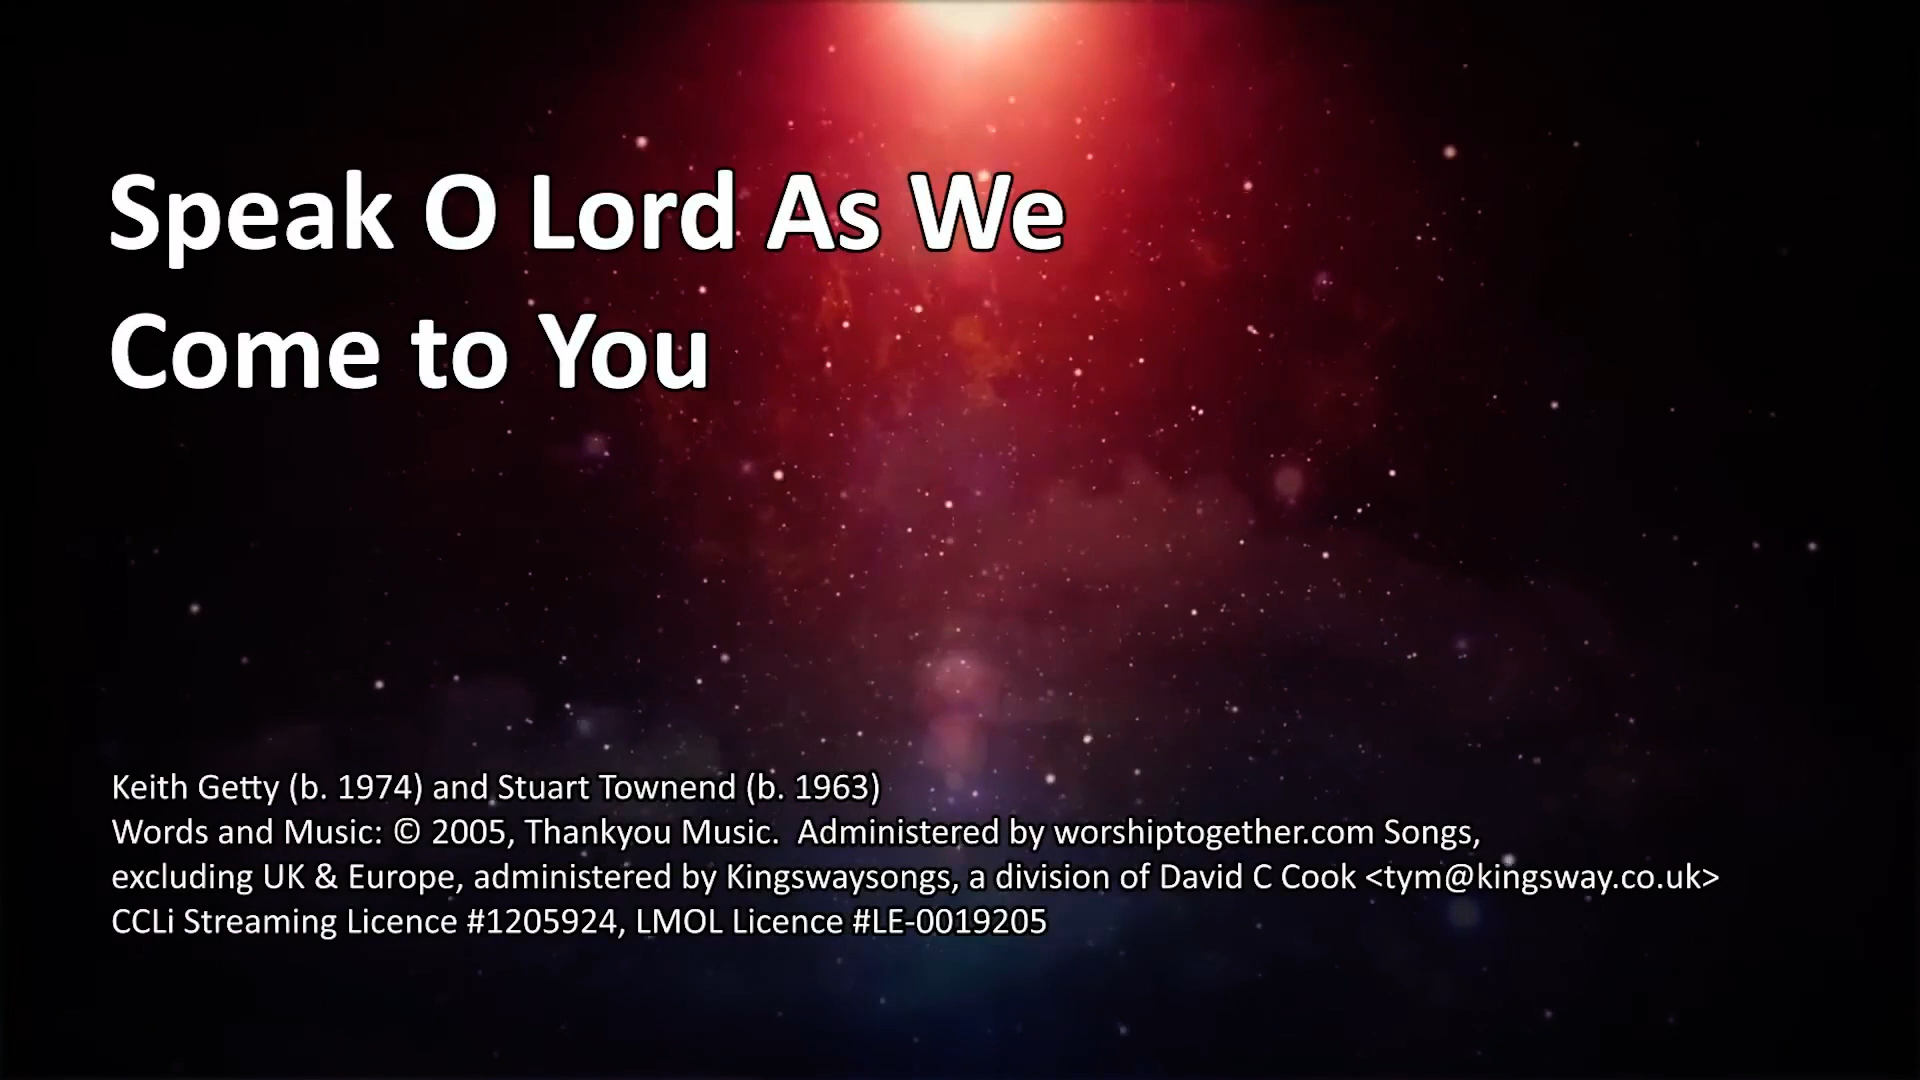 Speak O Lord As We
Come to You
Keith Getty (b. 1974) and Stuart Townend (b. 1963)
Words and Music: © 2005, Thankyou Music.  Administered by worshiptogether.com Songs,
excluding UK & Europe, administered by Kingswaysongs, a division of David C Cook <tym@kingsway.co.uk>
CCLi Streaming Licence #1205924, LMOL Licence #LE-0019205